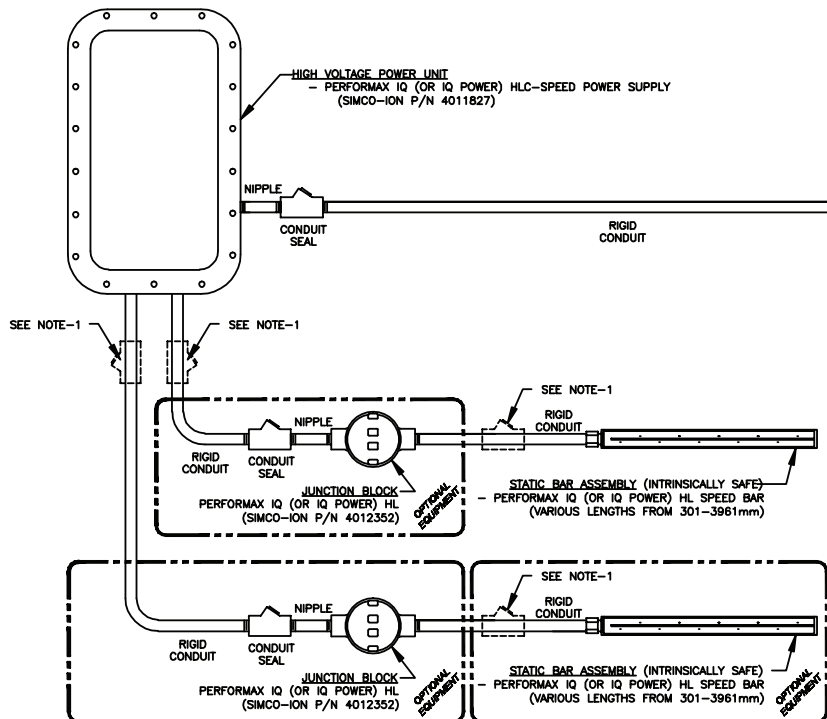 HIGH VOLTAGE POWER UNIT
- PERFORMAX IQ (OR IQ POWER) HLC-SPEED POWER SUPPLY
(SIMCO-ION P/N 4011827)
NIPPLE
CONDUIT
SEAL
RIGID
CONDUIT
SEE NOTE-1
SEE NOTE-1
SEE NOTE-1
RIGID
CONDUIT
NIPPLE
RIGID
CONDUIT
CONDUIT
SEAL
JUNCTION BLOCK
PERFORMAX IQ (OR IQ POWER) HL
(SIMCO-ION P/N 4012352)
OPTIONAL
EQUIPMENT
STATIC BAR ASSEMBLY (INTRINSICALLY SAFE)
- PERFORMAX IQ (OR IQ POWER) HL SPEED BAR
(VARIOUS LENGTHS FROM 301-3961mm)
SEE NOTE-1
RIGID
CONDUIT
NIPPLE
RIGID
CONDUIT
CONDUIT
SEAL
JUNCTION BLOCK
PERFORMAX IQ (OR IQ POWER) HL
(SIMCO-ION P/N 4012352)
OPTIONAL
EQUIPMENT
STATIC BAR ASSEMBLY (INTRINSICALLY SAFE)
- PERFORMAX IQ (OR IQ POWER) HL SPEED BAR
(VARIOUS LENGTHS FROM 301-3961mm)
OPTIONAL
EQUIPMENT